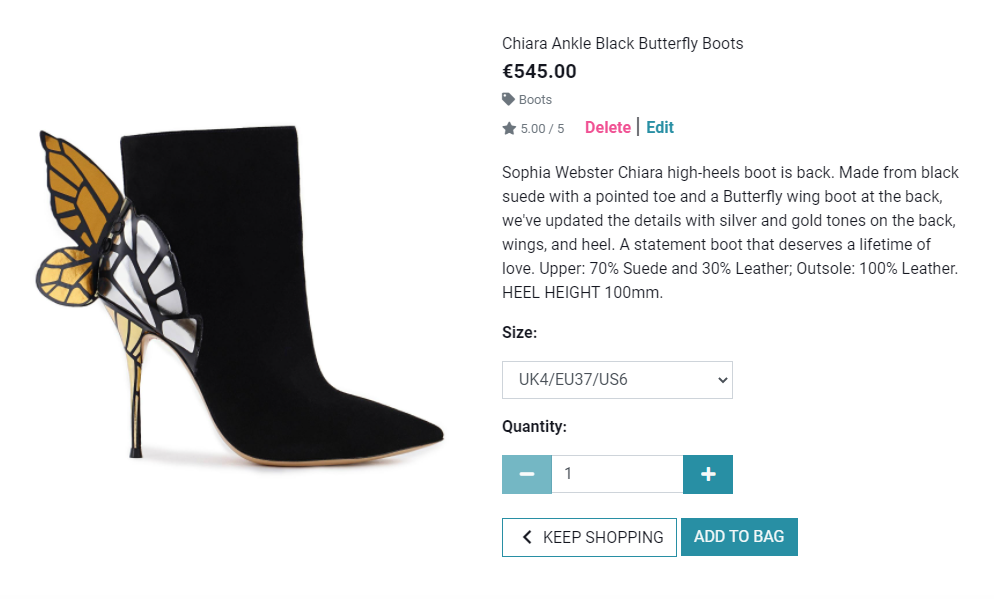 Chiara Ankle Black Butterfly Boots
€545.00
Boots
5.00 / 5 Delete | Edit
Sophia Webster Chiara high-heels boot is back. Made from black
suede with a pointed toe and a Butterfly wing boot at the back,
we've updated the details with silver and gold tones on the back,
wings, and heel. A statement boot that deserves a lifetime of
love. Upper: 70% Suede and 30% Leather; Outsole: 100% Leather.
HEEL HEIGHT 100mm.
Size:
UK4/EU37/US6
Quantity:
1
KEEP SHOPPING ADD TO BAG